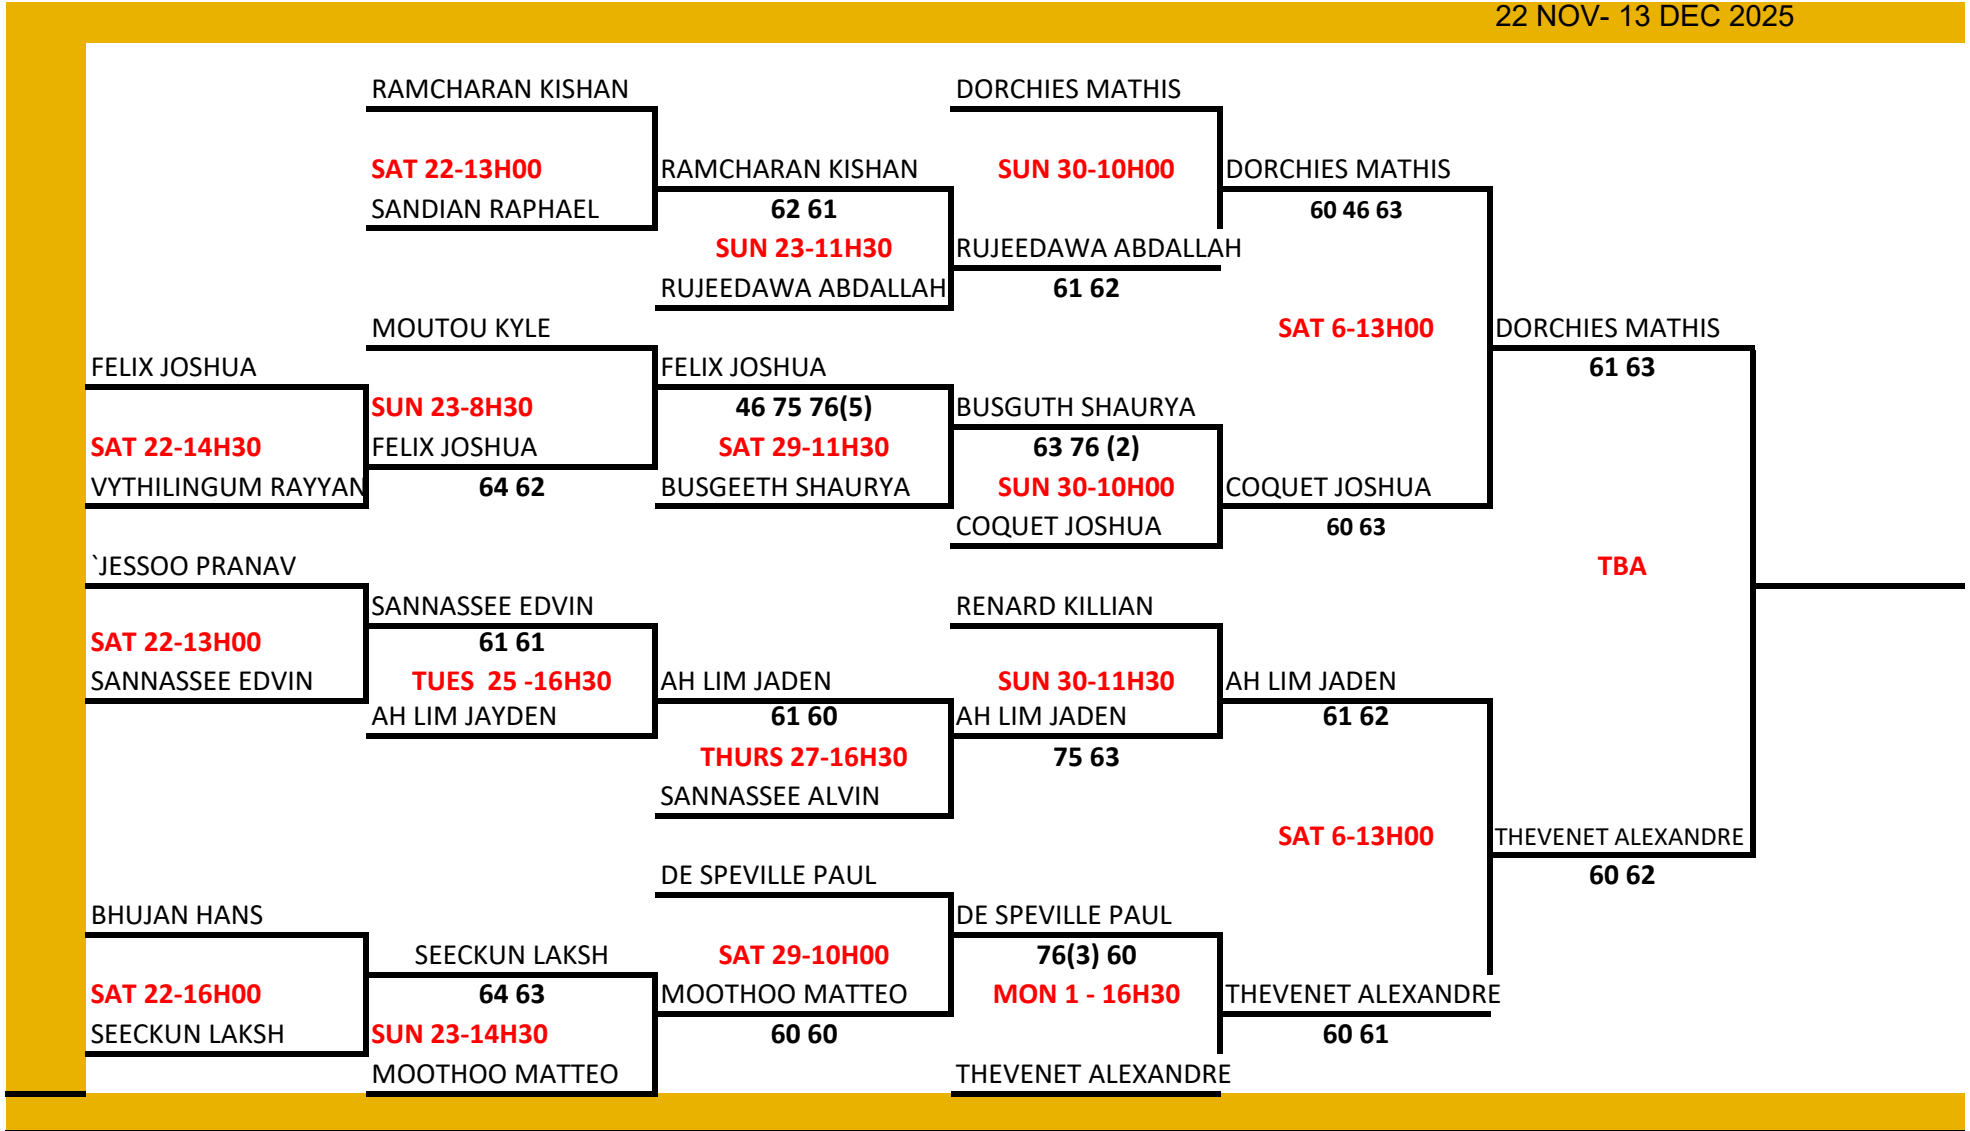 22 NOV- 13 DEC 2025
RAMCHARAN KISHAN
DORCHIES MATHIS
SAT 22-13H00
RAMCHARAN KISHAN
SUN 30-10H00
DORCHIES MATHIS
SANDIAN RAPHAEL
62 61
60 46 63
SUN 23-11H30
RUJEEDAWA ABDALLAH
RUJEEDAWA ABDALLAH
61 62
MOUTOU KYLE
SAT 6-13H00
DORCHIES MATHIS
FELIX JOSHUA
FELIX JOSHUA
61 63
SUN 23-8H30
46 75 76(5)
BUSGUTH SHAURYA
SAT 22-14H30
FELIX JOSHUA
SAT 29-11H30
63 76 (2)
VYTHILINGUM RAYYAN
64 62
BUSGEETH SHAURYA
SUN 30-10H00
COQUET JOSHUA
COQUET JOSHUA
60 63
`JESSOO PRANAV
TBA
SANNASSEE EDVIN
RENARD KILLIAN
SAT 22-13H00
61 61
SANNASSEE EDVIN
TUES  25 -16H30
AH LIM JADEN
SUN 30-11H30
AH LIM JADEN
AH LIM JAYDEN
61 60
AH LIM JADEN
61 62
THURS 27-16H30
75 63
SANNASSEE ALVIN
SAT 6-13H00
THEVENET ALEXANDRE
DE SPEVILLE PAUL
60 62
BHUJAN HANS
DE SPEVILLE PAUL
SEECKUN LAKSH
SAT 29-10H00
76(3) 60
SAT 22-16H00
64 63
MOOTHOO MATTEO
MON 1 - 16H30
THEVENET ALEXANDRE
SEECKUN LAKSH
SUN 23-14H30
60 60
60 61
MOOTHOO MATTEO
THEVENET ALEXANDRE